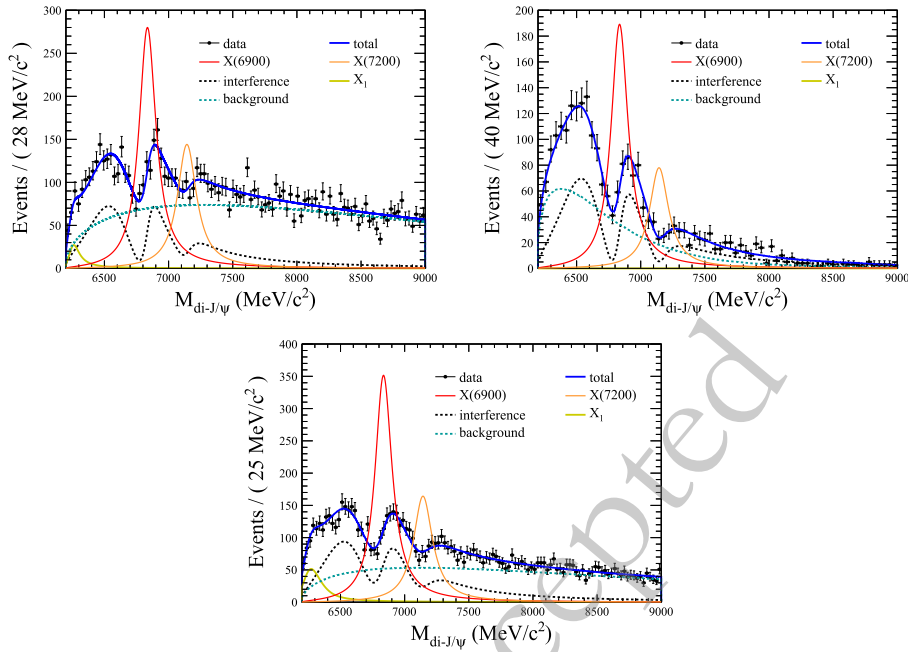 300
250
200
150
100
50
0
6500 7000 7500 8000 8500 9000
Events / ( 28 MeV/c² )
M_di-J/ψ (MeV/c²)
data total
X(6900) X(7200)
interference X₁
background
200
180
160
140
120
100
80
60
40
20
0
6500 7000 7500 8000 8500 9000
Events / ( 40 MeV/c² )
M_di-J/ψ (MeV/c²)
data total
X(6900) X(7200)
interference X₁
background
400
350
300
250
200
150
100
50
0
6500 7000 7500 8000 8500 9000
Events / ( 25 MeV/c² )
M_di-J/ψ (MeV/c²)
data total
X(6900) X(7200)
interference X₁
background
cepted